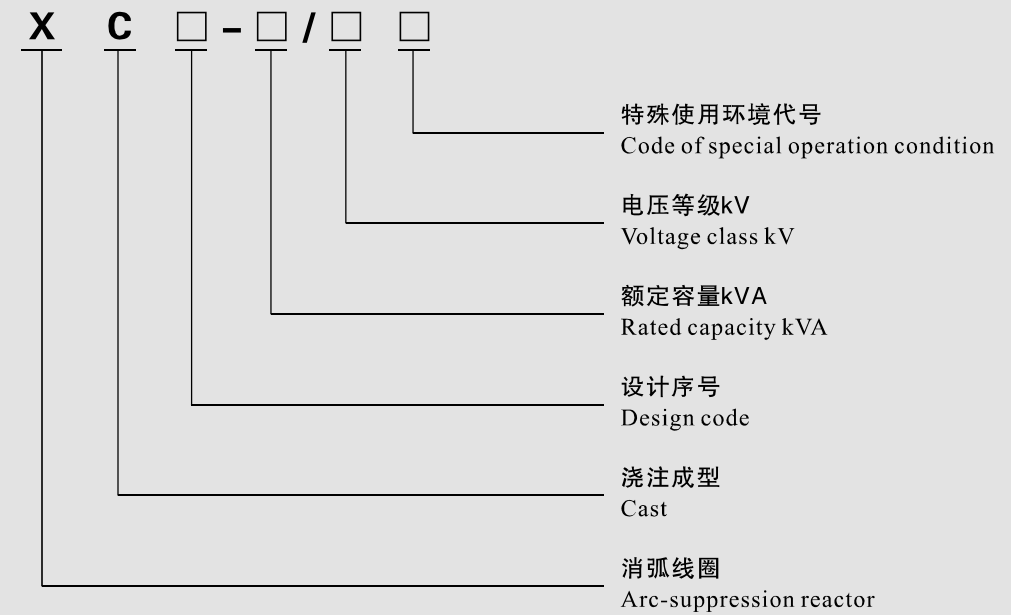 X C □-□/□ □
特殊使用环境代号
Code of special operation condition
电压等级kV
Voltage class kV
额定容量kVA
Rated capacity kVA
设计序号
Design code
浇注成型
Cast
消弧线圈
Arc-suppression reactor